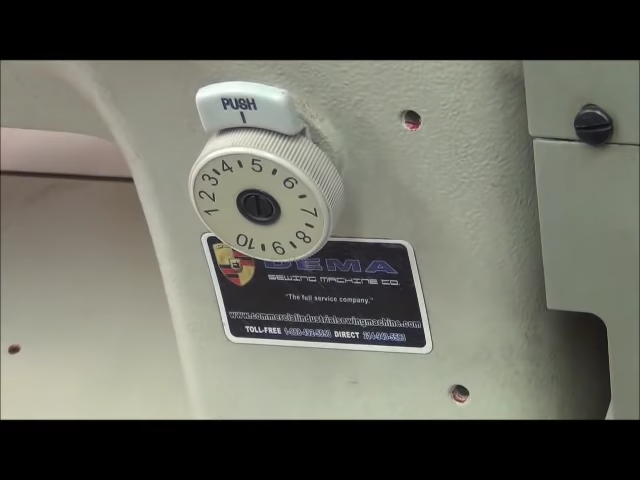 PUSH
1 2 3 4 5 6 7 8 9 10
DEMA
SEWING MACHINE CO.
"The full service company."
www.commercialindustrialsewingmachine.com
TOLL-FREE DIRECT